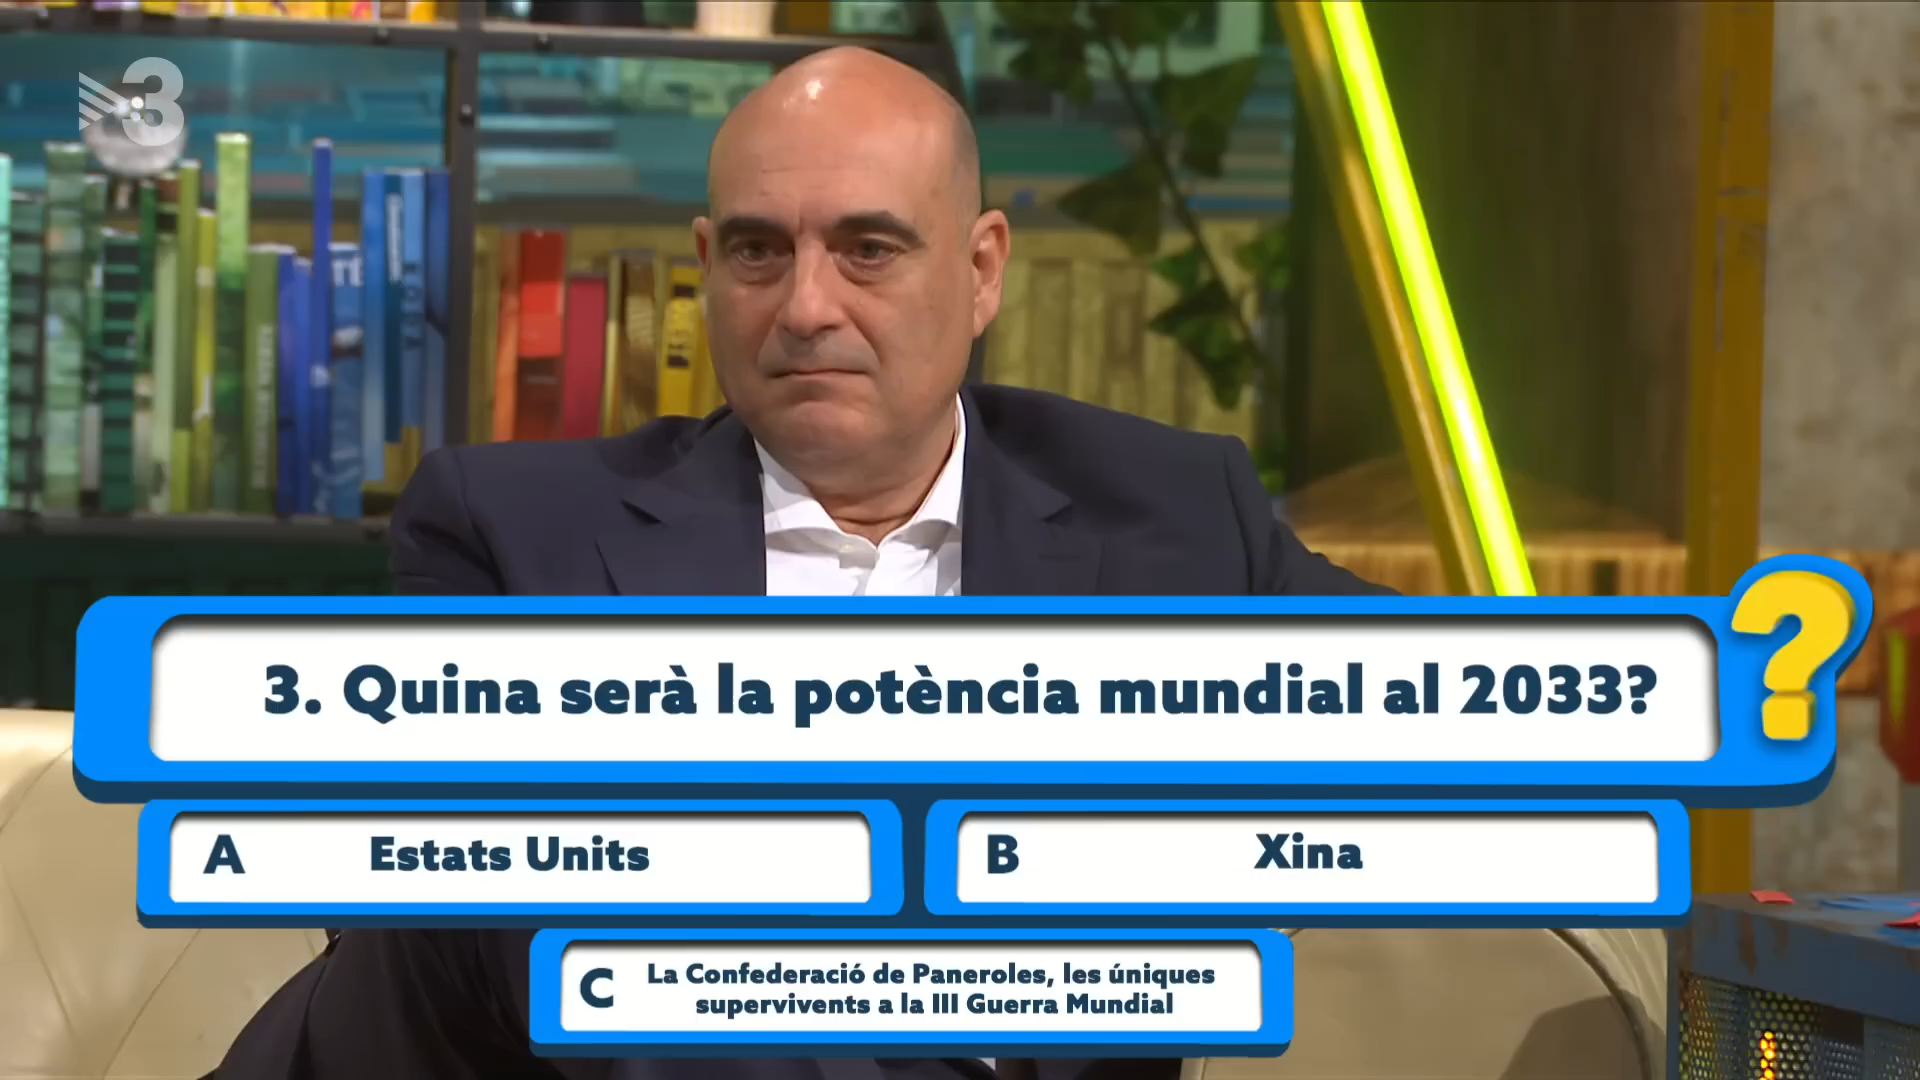 3
3. Quina serà la potència mundial al 2033?
?
A Estats Units
B Xina
C La Confederació de Paneroles, les úniques
supervivents a la III Guerra Mundial